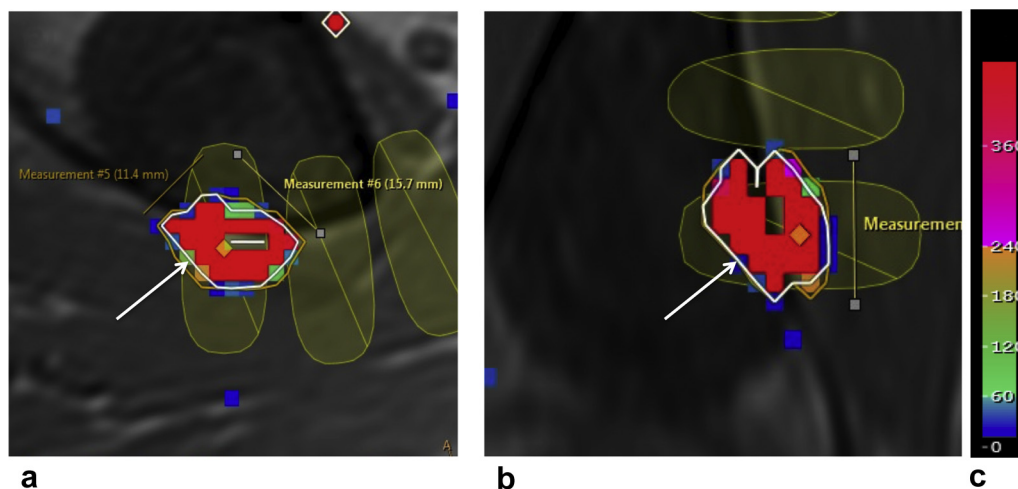 Measurement #5 (11.4 mm)
Measurement #6 (15.7 mm)
A
Measuremen
360
240
180
120
60
0
a
b
c